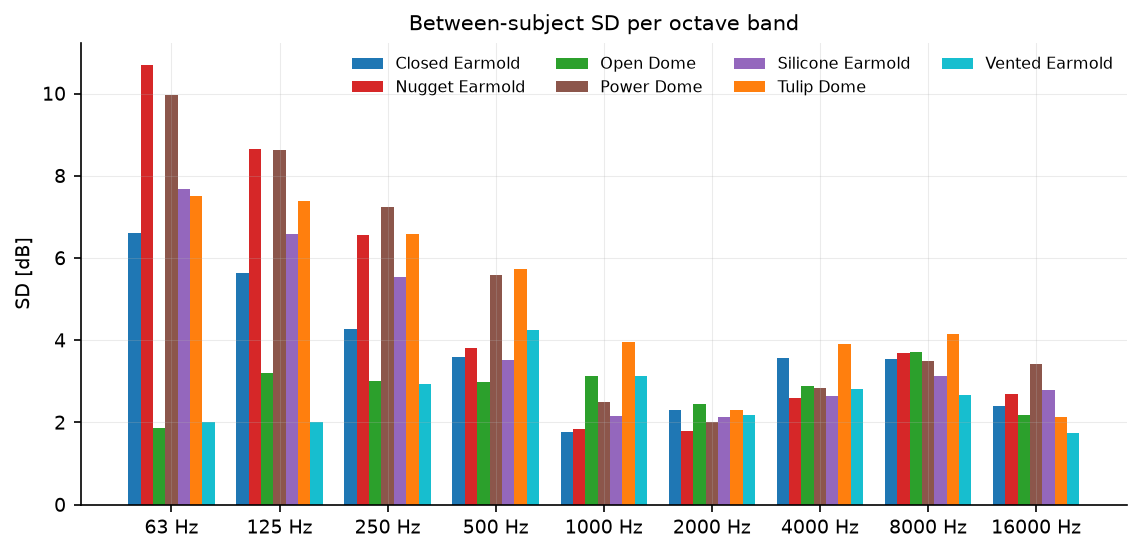 Between-subject SD per octave band
Closed Earmold
Nugget Earmold
Open Dome
Power Dome
Silicone Earmold
Tulip Dome
Vented Earmold
SD [dB]
10
8
6
4
2
0
63 Hz
125 Hz
250 Hz
500 Hz
1000 Hz
2000 Hz
4000 Hz
8000 Hz
16000 Hz